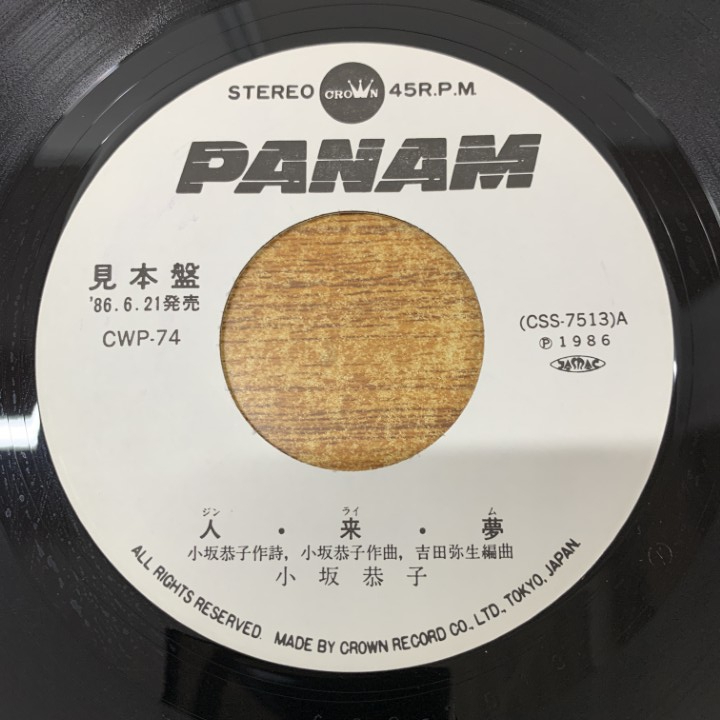 STEREO CROWN 45R.P.M.
PANAM
見本盤
'86.6.21発売
CWP-74
(CSS-7513)A
Ⓟ1986
JASRAC
ジン ライ ム
人・来・夢
小坂恭子作詩, 小坂恭子作曲, 吉田弥生編曲
小坂恭子
ALL RIGHTS RESERVED. MADE BY CROWN RECORD CO., LTD. TOKYO, JAPAN.